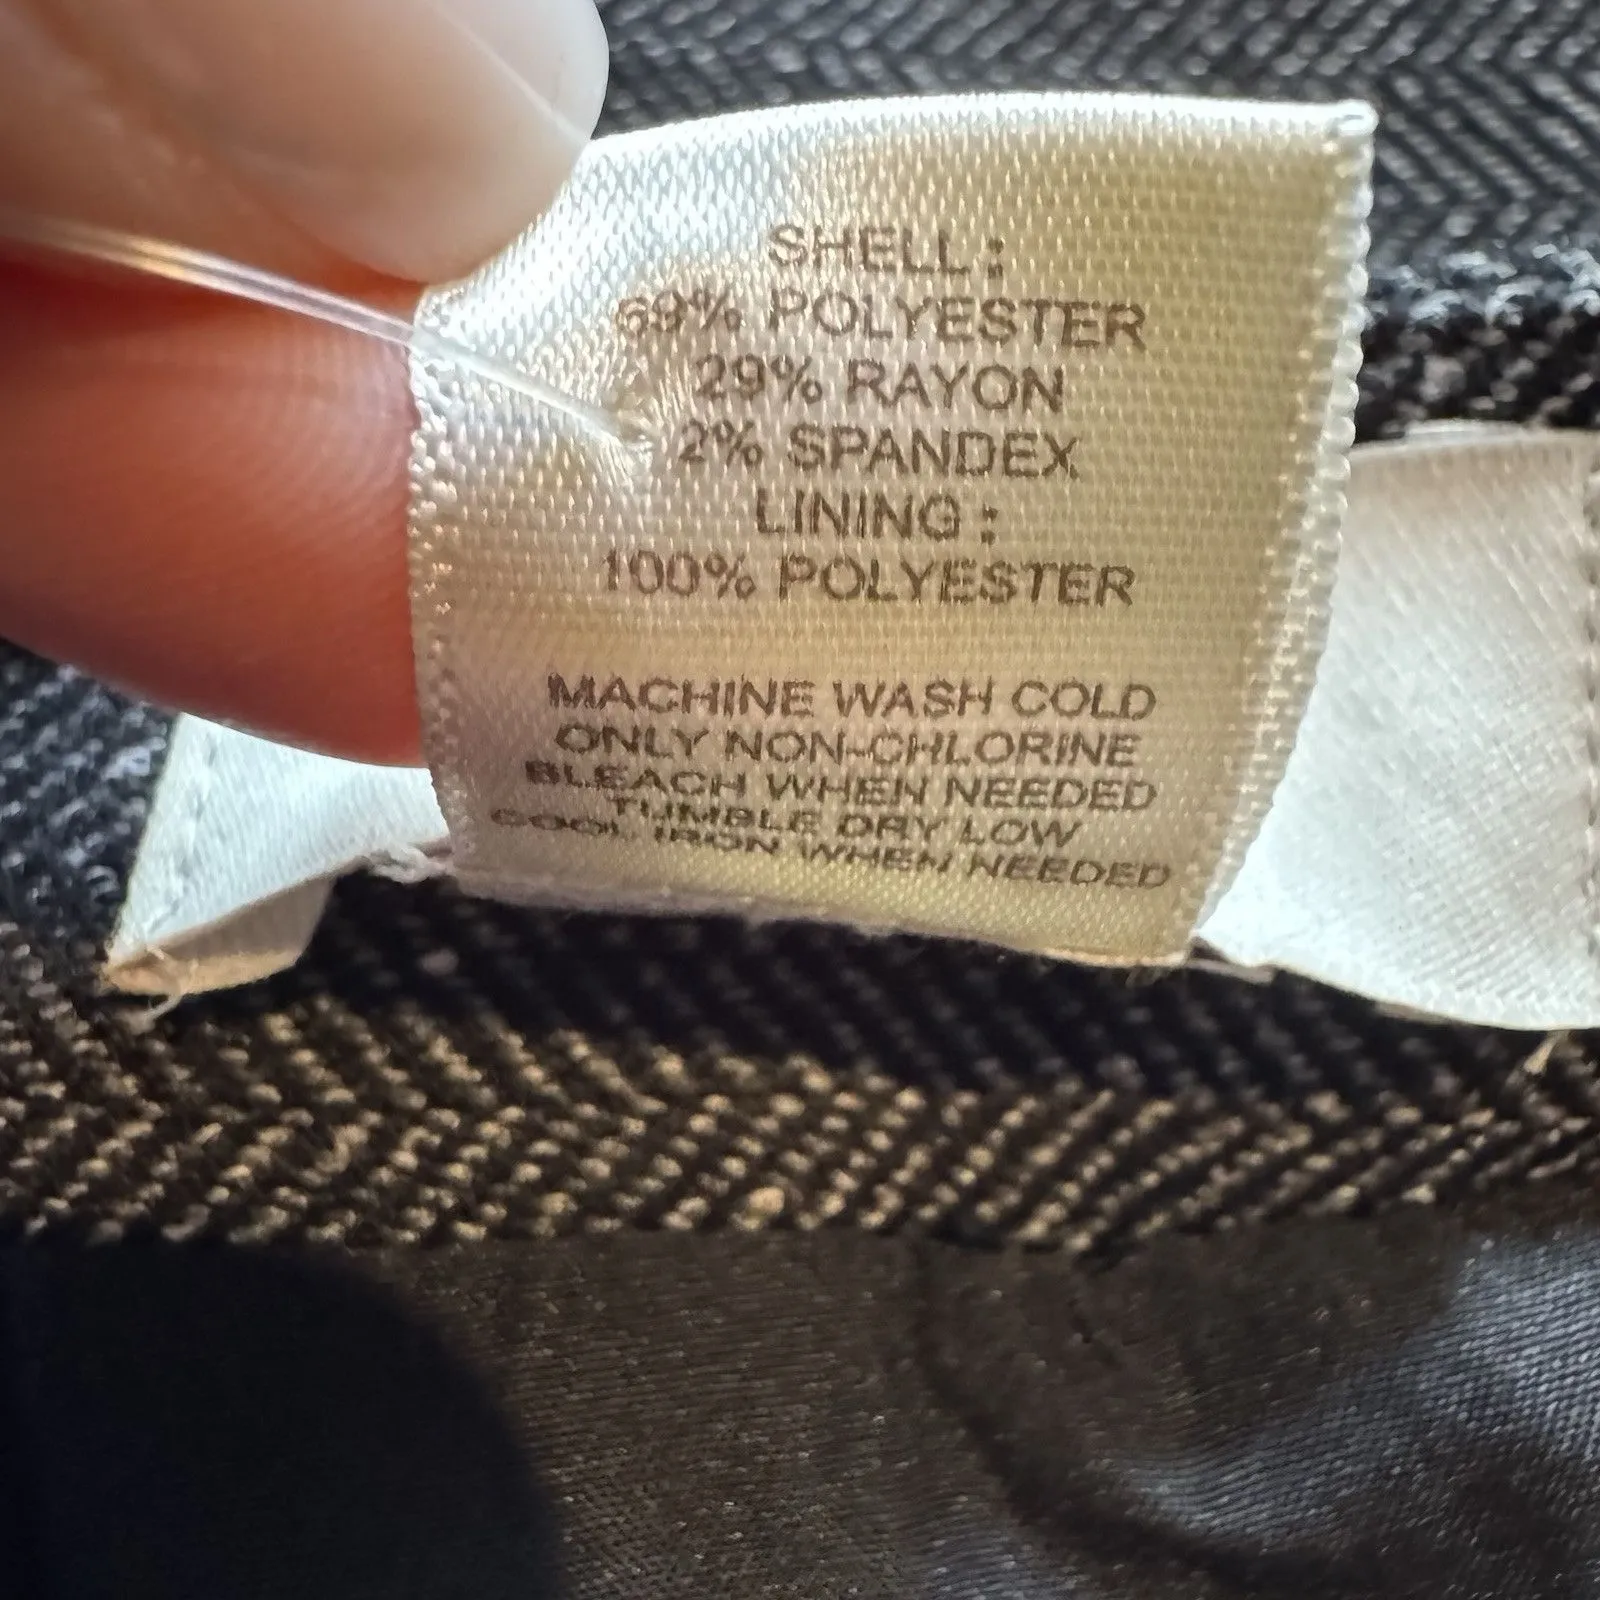 SHELL :
69% POLYESTER
29% RAYON
2% SPANDEX
LINING :
100% POLYESTER
MACHINE WASH COLD
ONLY NON-CHLORINE
BLEACH WHEN NEEDED
TUMBLE DRY LOW
COOL IRON WHEN NEEDED